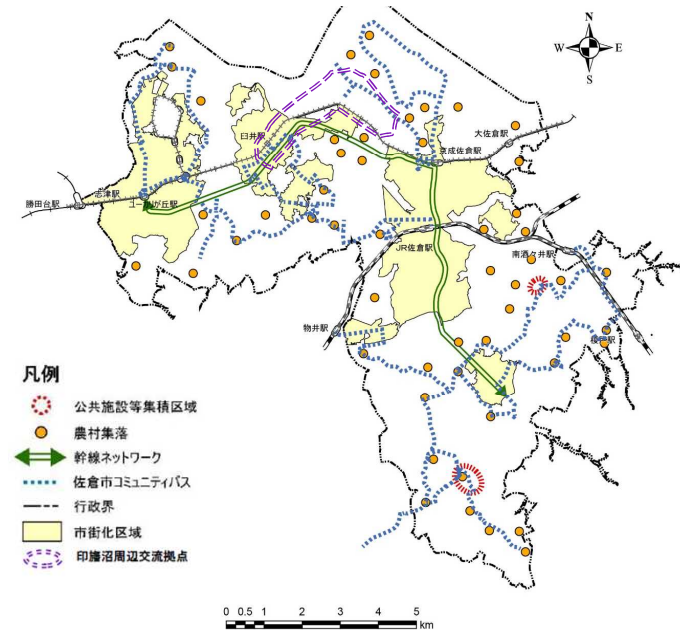 N
W E
S
大佐倉駅
臼井駅
京成佐倉駅
志津駅
勝田台駅
ユーカリが丘駅
JR佐倉駅
南酒々井駅
物井駅
凡例
公共施設等集積区域
農村集落
幹線ネットワーク
佐倉市コミュニティバス
行政界
市街化区域
印旛沼周辺交流拠点
0 0.5 1 2 3 4 5
km